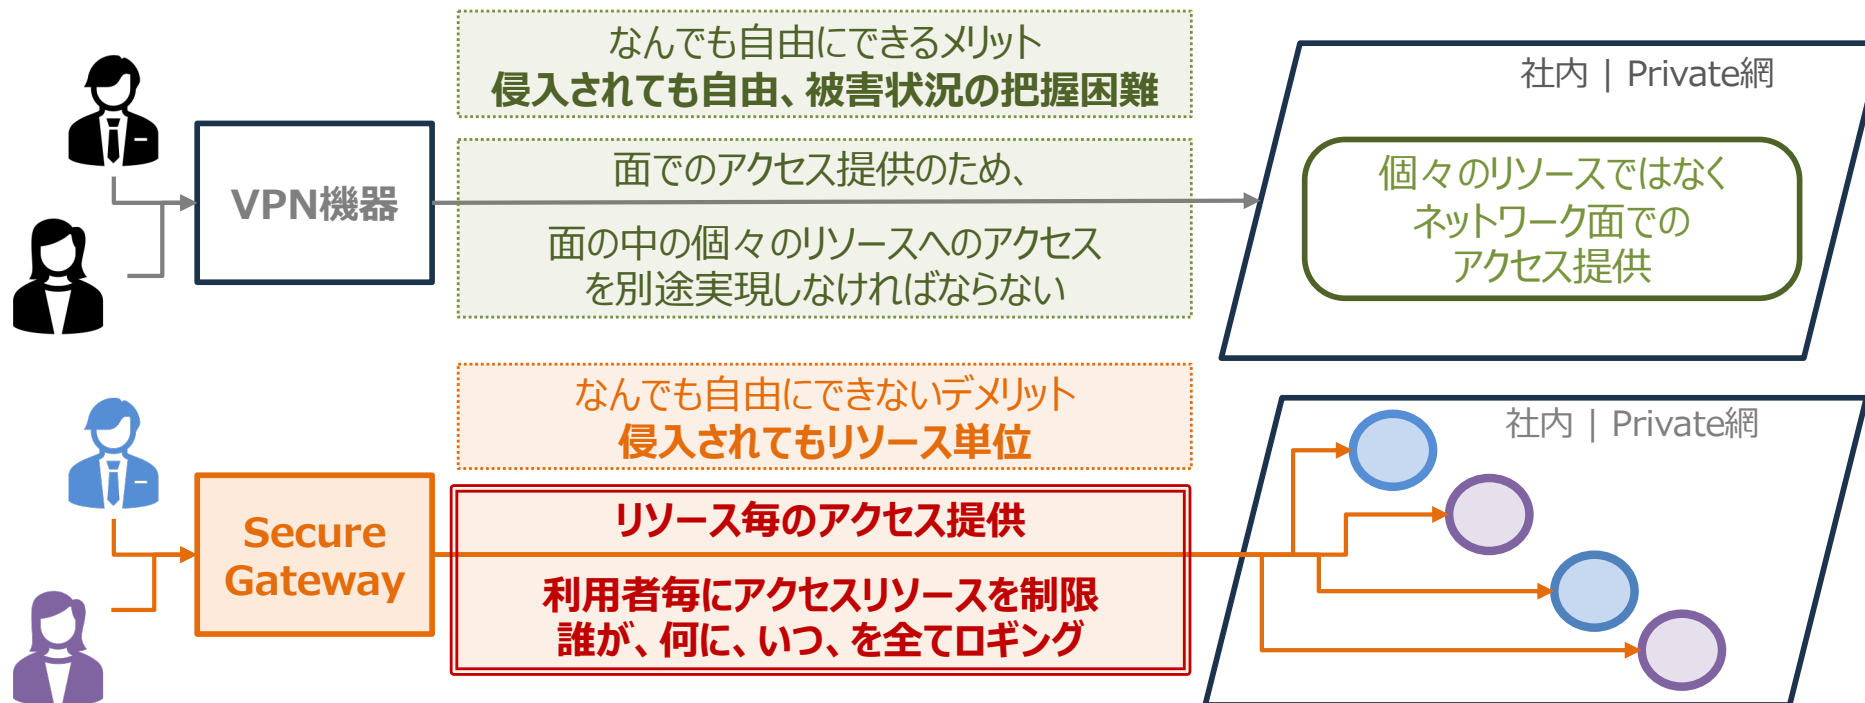 なんでも自由にできるメリット
侵入されても自由、被害状況の把握困難
社内 | Private網
VPN機器
面でのアクセス提供のため、
面の中の個々のリソースへのアクセス
を別途実現しなければならない
個々のリソースではなく
ネットワーク面での
アクセス提供
なんでも自由にできないデメリット
侵入されてもリソース単位
社内 | Private網
Secure
Gateway
リソース毎のアクセス提供
利用者毎にアクセスリソースを制限
誰が、何に、いつ、を全てロギング